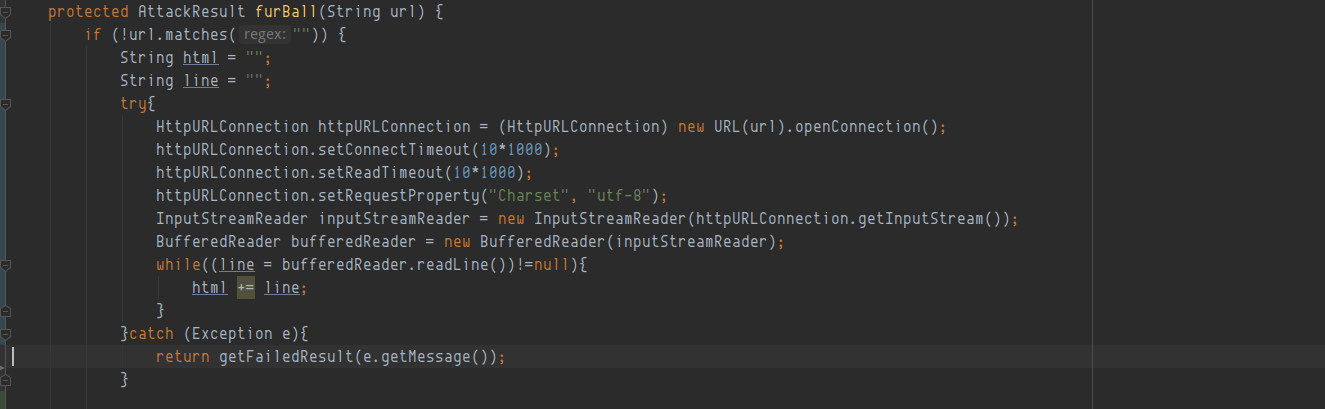 protected AttackResult furBall(String url) {
if (!url.matches( regex: "")) {
String html = "";
String line = "";
try{
HttpURLConnection httpURLConnection = (HttpURLConnection) new URL(url).openConnection();
httpURLConnection.setConnectTimeout(10*1000);
httpURLConnection.setReadTimeout(10*1000);
httpURLConnection.setRequestProperty("Charset", "utf-8");
InputStreamReader inputStreamReader = new InputStreamReader(httpURLConnection.getInputStream());
BufferedReader bufferedReader = new BufferedReader(inputStreamReader);
while((line = bufferedReader.readLine())!=null){
html += line;
}
}catch (Exception e){
return getFailedResult(e.getMessage());
}